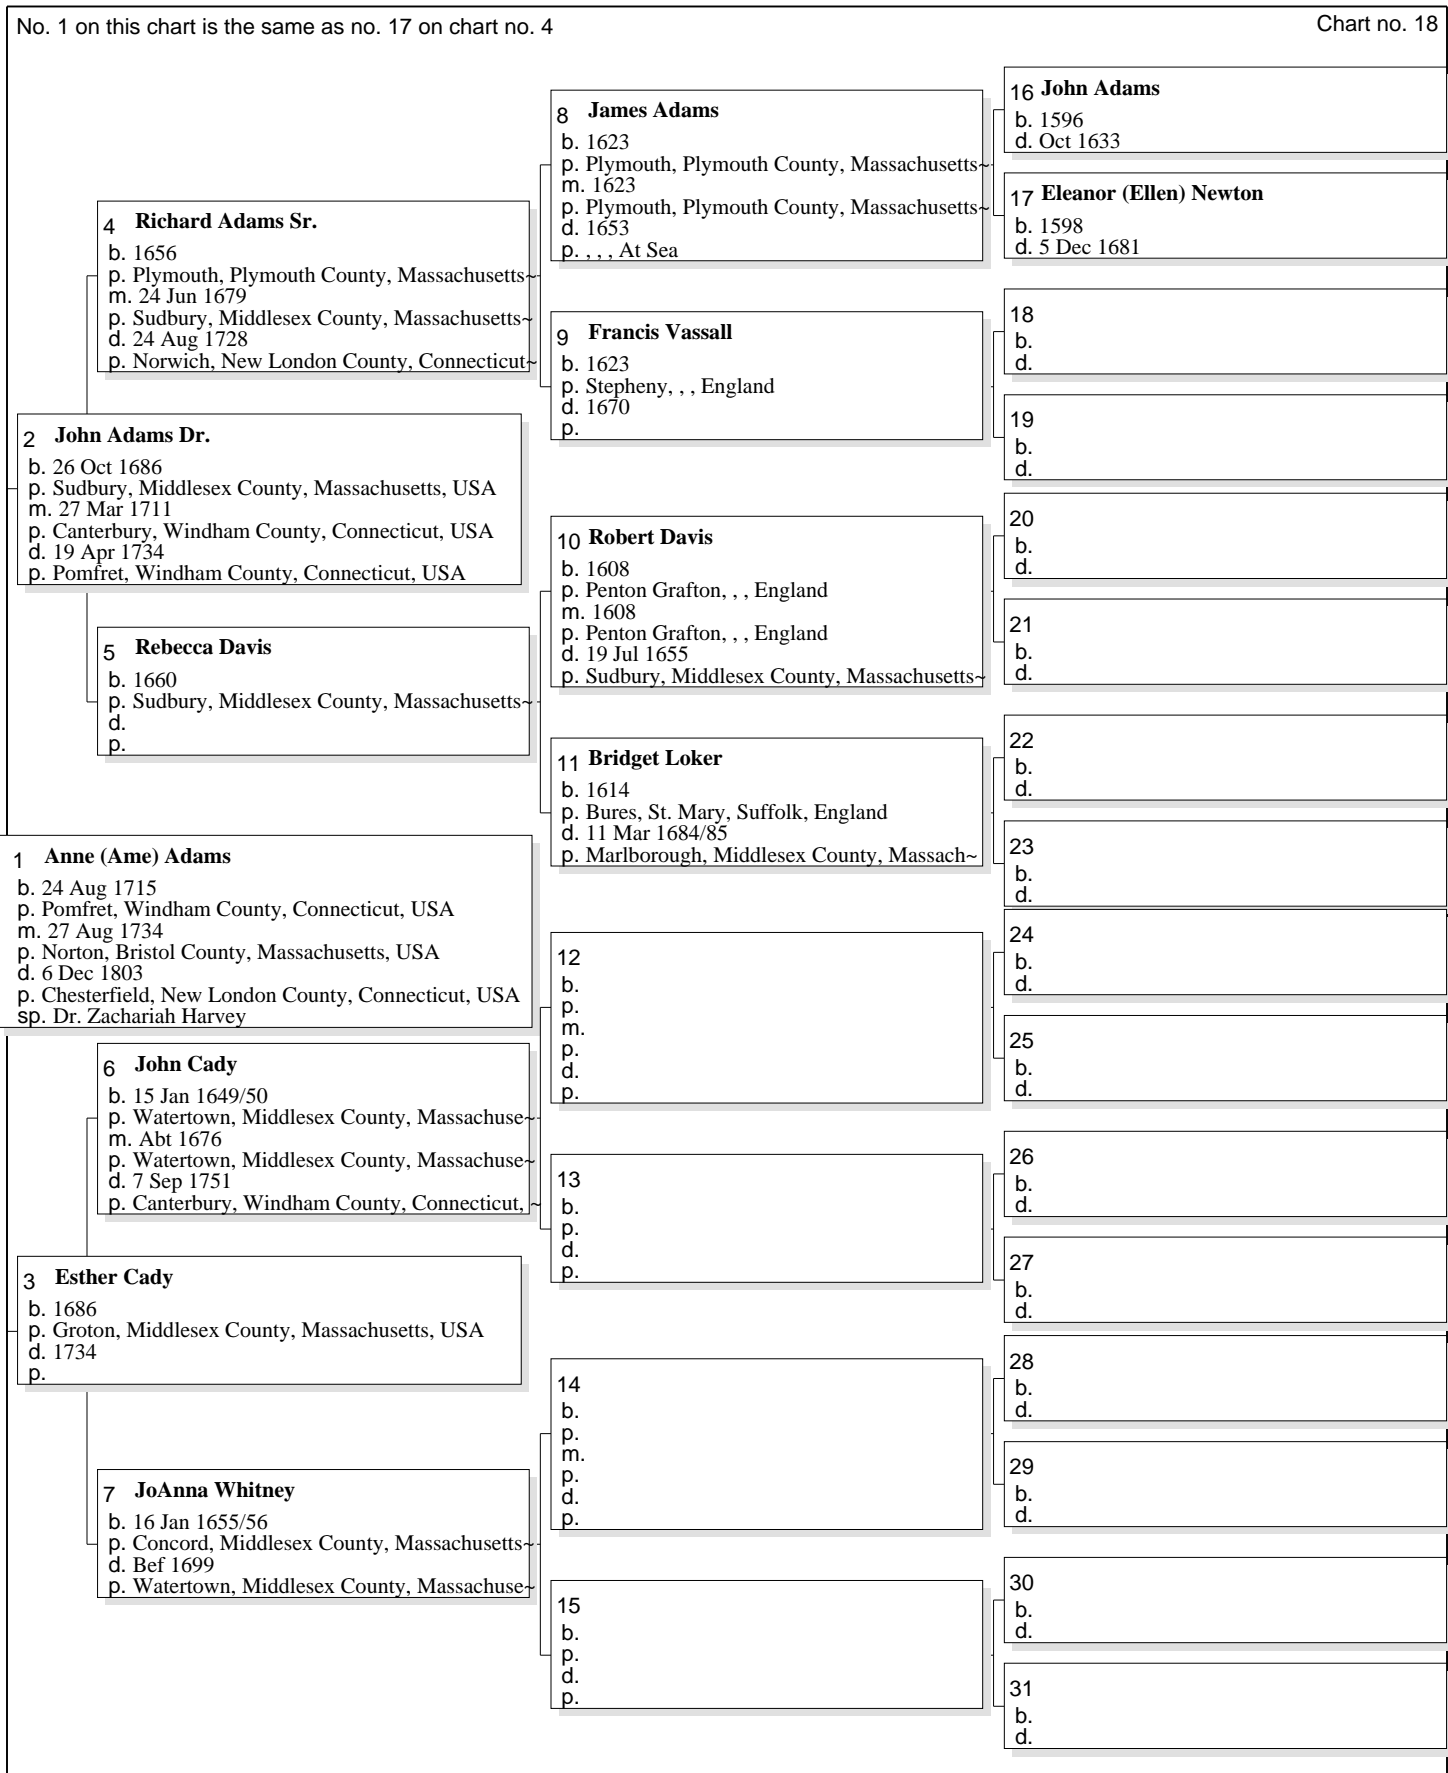 No. 1 on this chart is the same as no. 17 on chart no. 4
Chart no. 18
16 John Adams
b. 1596
d. Oct 1633
8 James Adams
b. 1623
p. Plymouth, Plymouth County, Massachusetts~
m. 1623
p. Plymouth, Plymouth County, Massachusetts~
d. 1653
p. , , , At Sea
17 Eleanor (Ellen) Newton
b. 1598
d. 5 Dec 1681
4 Richard Adams Sr.
b. 1656
p. Plymouth, Plymouth County, Massachusetts~
m. 24 Jun 1679
p. Sudbury, Middlesex County, Massachusetts~
d. 24 Aug 1728
p. Norwich, New London County, Connecticut~
18
b.
d.
9 Francis Vassall
b. 1623
p. Stepheny, , , England
d. 1670
p.
19
b.
d.
2 John Adams Dr.
b. 26 Oct 1686
p. Sudbury, Middlesex County, Massachusetts, USA
m. 27 Mar 1711
p. Canterbury, Windham County, Connecticut, USA
d. 19 Apr 1734
p. Pomfret, Windham County, Connecticut, USA
20
b.
d.
10 Robert Davis
b. 1608
p. Penton Grafton, , , England
m. 1608
p. Penton Grafton, , , England
d. 19 Jul 1655
p. Sudbury, Middlesex County, Massachusetts~
21
b.
d.
5 Rebecca Davis
b. 1660
p. Sudbury, Middlesex County, Massachusetts~
d.
p.
22
b.
d.
11 Bridget Loker
b. 1614
p. Bures, St. Mary, Suffolk, England
d. 11 Mar 1684/85
p. Marlborough, Middlesex County, Massach~
23
b.
d.
1 Anne (Ame) Adams
b. 24 Aug 1715
p. Pomfret, Windham County, Connecticut, USA
m. 27 Aug 1734
p. Norton, Bristol County, Massachusetts, USA
d. 6 Dec 1803
p. Chesterfield, New London County, Connecticut, USA
sp. Dr. Zachariah Harvey
24
b.
d.
12
b.
p.
m.
p.
d.
p.
25
b.
d.
6 John Cady
b. 15 Jan 1649/50
p. Watertown, Middlesex County, Massachuse~
m. Abt 1676
p. Watertown, Middlesex County, Massachuse~
d. 7 Sep 1751
p. Canterbury, Windham County, Connecticut, ~
26
b.
d.
13
b.
p.
d.
p.
27
b.
d.
3 Esther Cady
b. 1686
p. Groton, Middlesex County, Massachusetts, USA
d. 1734
p.
28
b.
d.
14
b.
p.
m.
p.
d.
p.
29
b.
d.
7 JoAnna Whitney
b. 16 Jan 1655/56
p. Concord, Middlesex County, Massachusetts~
d. Bef 1699
p. Watertown, Middlesex County, Massachuse~
30
b.
d.
15
b.
p.
d.
p.
31
b.
d.